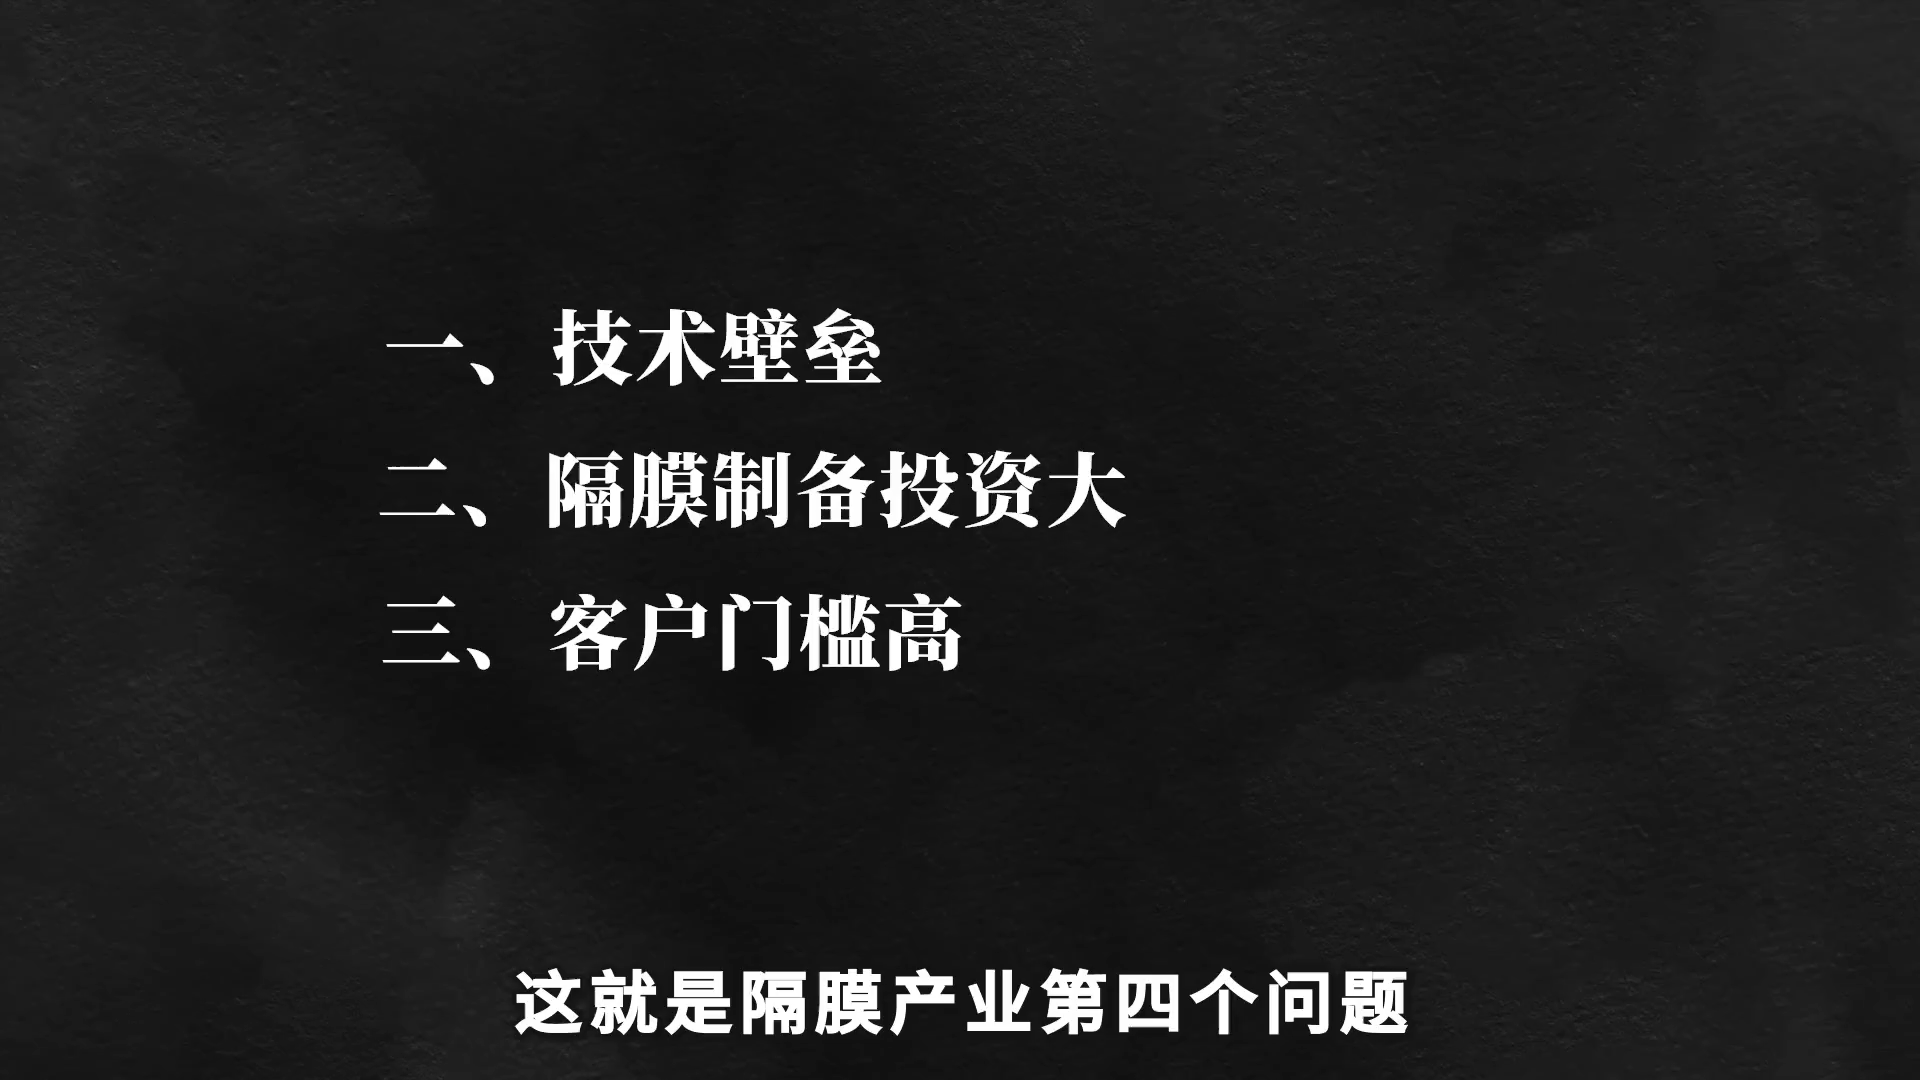 一、技术壁垒
二、隔膜制备投资大
三、客户门槛高
这就是隔膜产业第四个问题